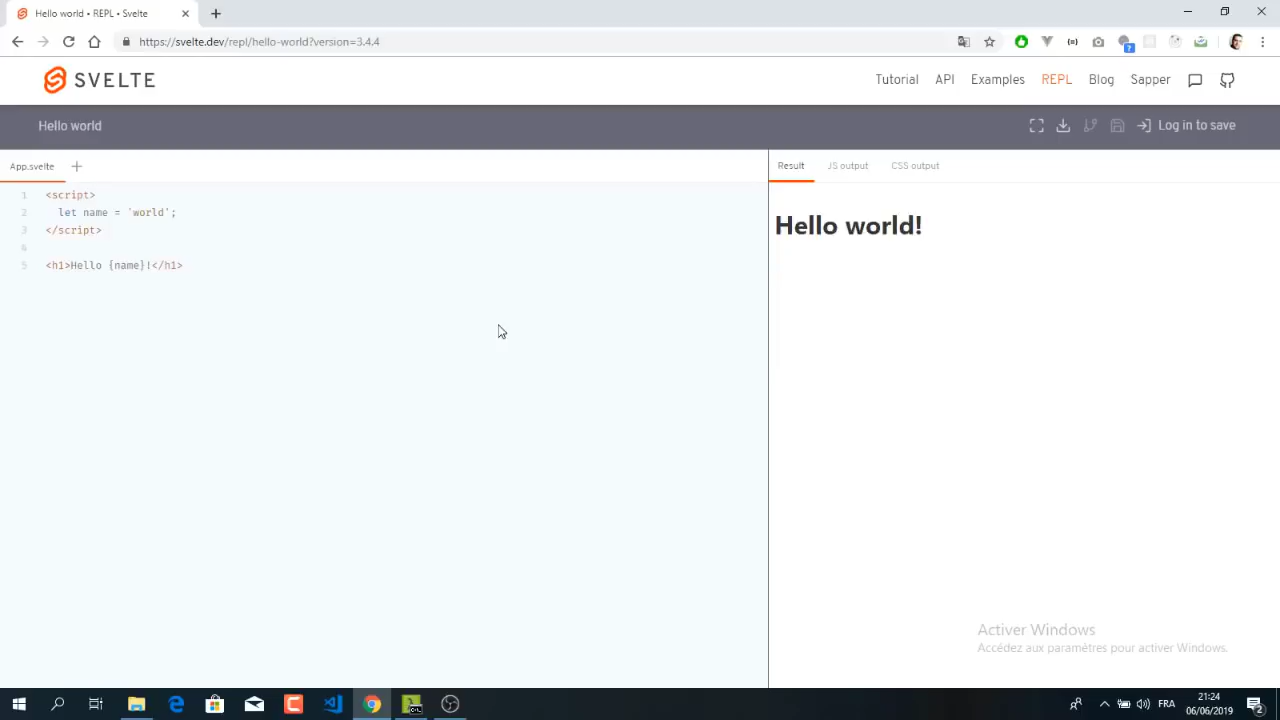 Hello world • REPL • Svelte
https://svelte.dev/repl/hello-world?version=3.4.4
SVELTE
Tutorial API Examples REPL Blog Sapper
Hello world
Log in to save
App.svelte
Result JS output CSS output
1 <script>
2 let name = 'world';
3 </script>
4
5 <h1>Hello {name}!</h1>
Hello world!
Activer Windows
Accédez aux paramètres pour activer Windows.
FRA
21:24
06/06/2019
2